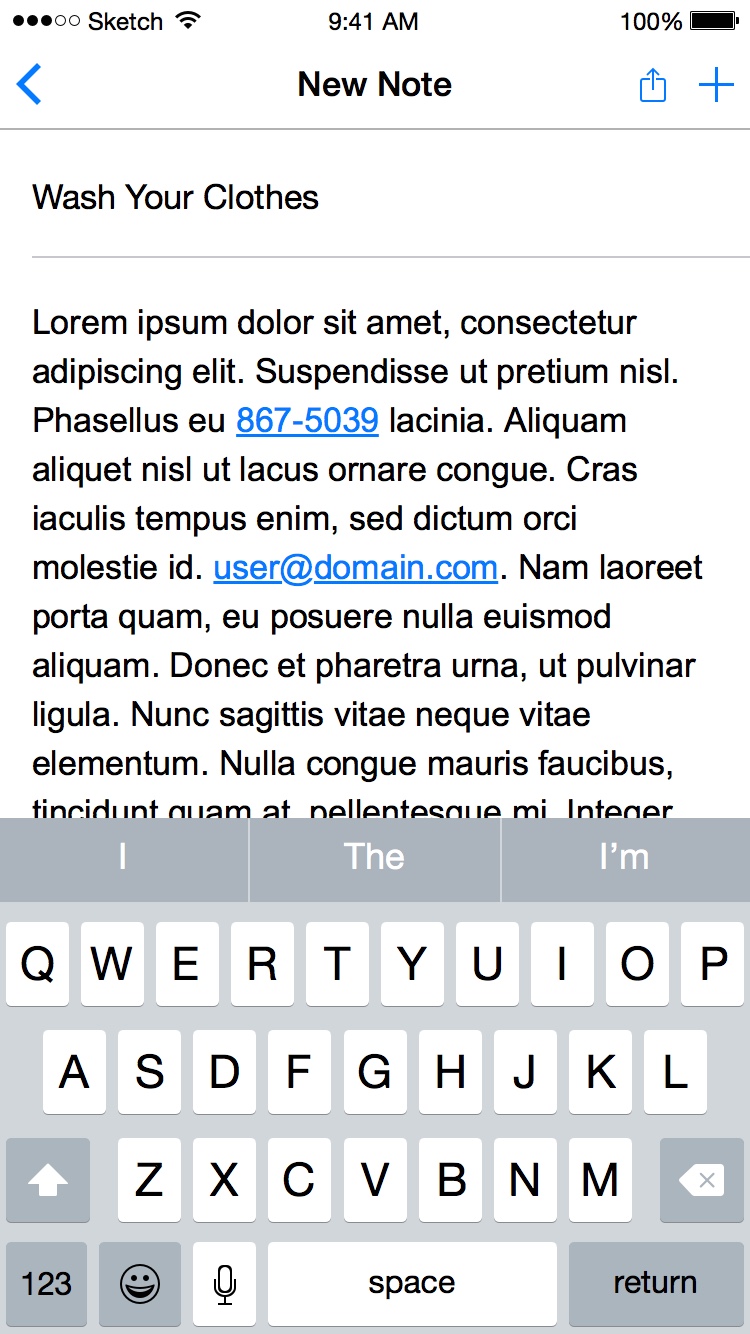 Sketch 9:41 AM 100%
New Note
Wash Your Clothes
Lorem ipsum dolor sit amet, consectetur
adipiscing elit. Suspendisse ut pretium nisl.
Phasellus eu 867-5039 lacinia. Aliquam
aliquet nisl ut lacus ornare congue. Cras
iaculis tempus enim, sed dictum orci
molestie id. user@domain.com. Nam laoreet
porta quam, eu posuere nulla euismod
aliquam. Donec et pharetra urna, ut pulvinar
ligula. Nunc sagittis vitae neque vitae
elementum. Nulla congue mauris faucibus,
tincidunt quam at, pellentesque mi. Integer
I The I’m
Q W E R T Y U I O P
A S D F G H J K L
Z X C V B N M
123 space return